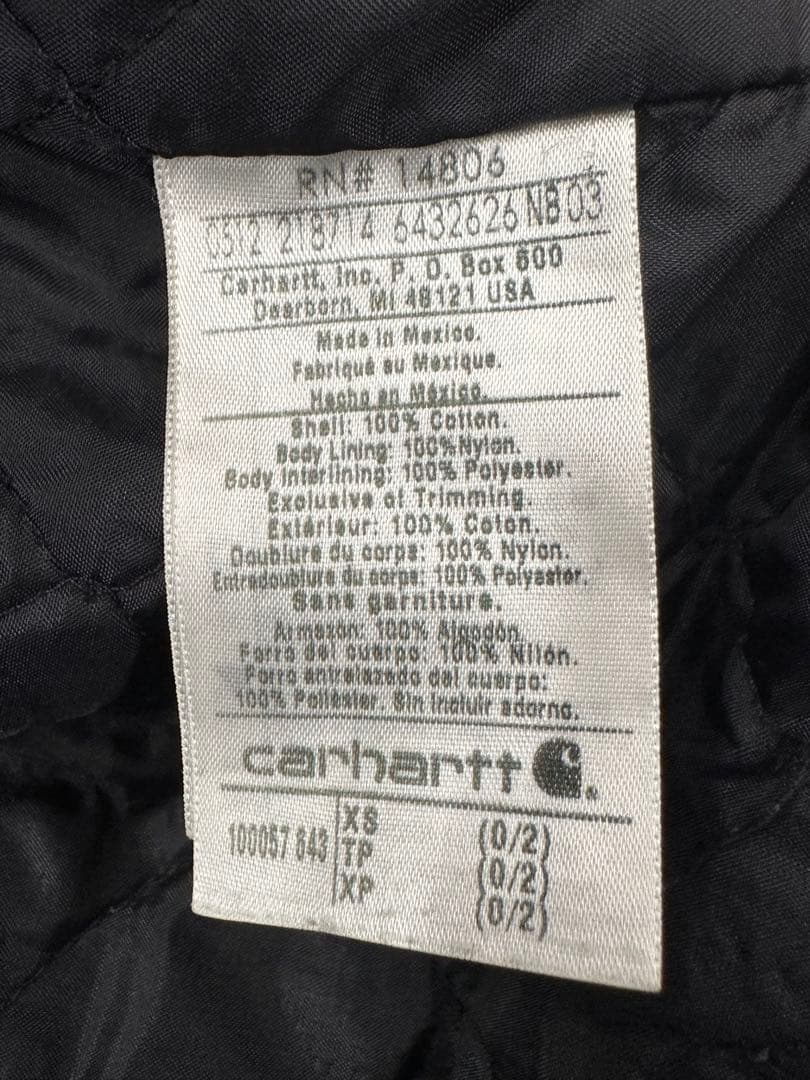 RN# 14806
0512 218714 6432626 NB 03
Carhartt, Inc. P. O. Box 600
Dearborn, MI 48121 USA
Made in Mexico.
Fabriqué au Mexique.
Hecho en México.
Shell: 100% Cotton.
Body Lining: 100% Nylon.
Body Interlining: 100% Polyester.
Exclusive of Trimming.
Extérieur: 100% Coton.
Doublure du corps: 100% Nylon.
Entredoublure du corps: 100% Polyester.
Sans garniture.
Armazon: 100% Algodón.
Forro del cuerpo: 100% Nilón.
Forro entrelazado del cuerpo:
100% Poliéster. Sin incluir adorno.
carhartt
100057 643 XS (0/2)
TP (0/2)
XP (0/2)